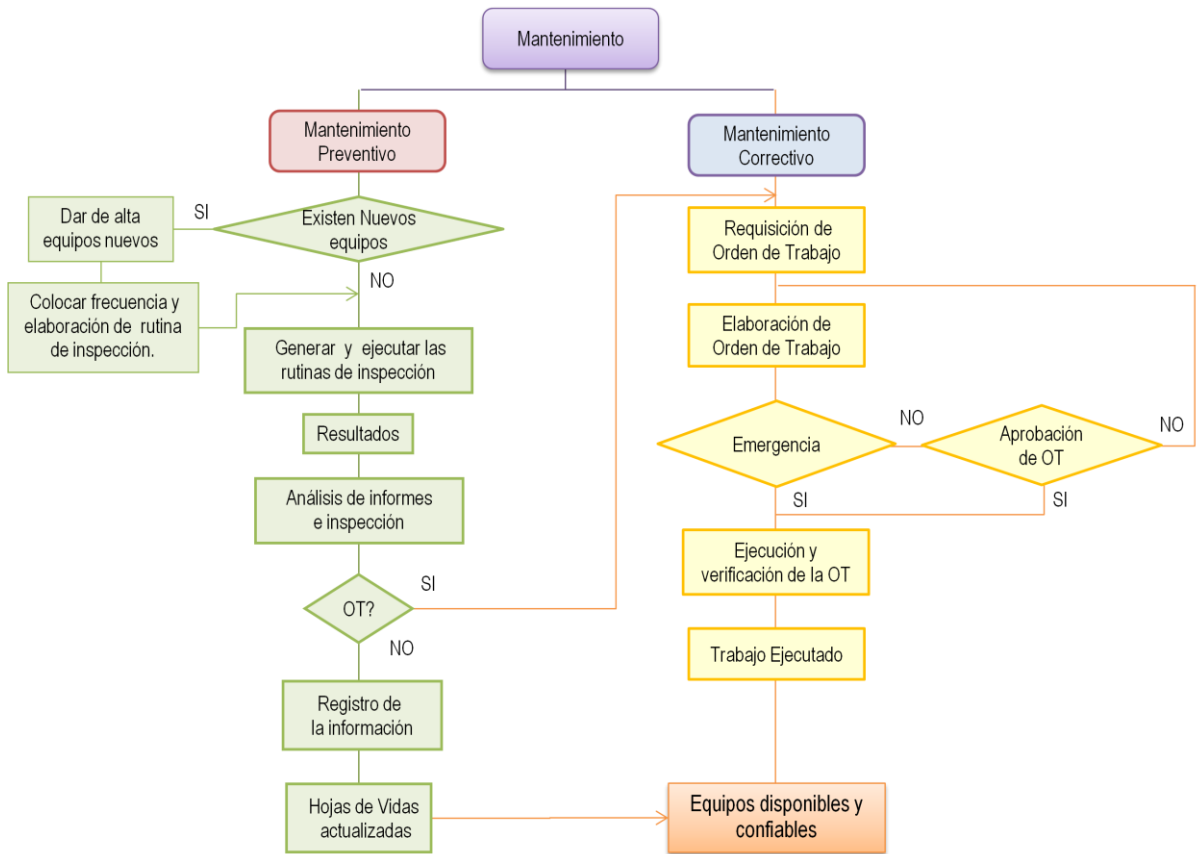 Mantenimiento
Mantenimiento
Preventivo
Mantenimiento
Correctivo
Existen Nuevos
equipos
SI
Dar de alta
equipos nuevos
NO
Colocar frecuencia y
elaboración de rutina
de inspección.
Generar y ejecutar las
rutinas de inspección
Resultados
Análisis de informes
e inspección
OT?
SI
NO
Registro de
la información
Hojas de Vidas
actualizadas
Requisición de
Orden de Trabajo
Elaboración de
Orden de Trabajo
Emergencia
NO
Aprobación
de OT
NO
SI
SI
Ejecución y
verificación de la OT
Trabajo Ejecutado
Equipos disponibles y
confiables